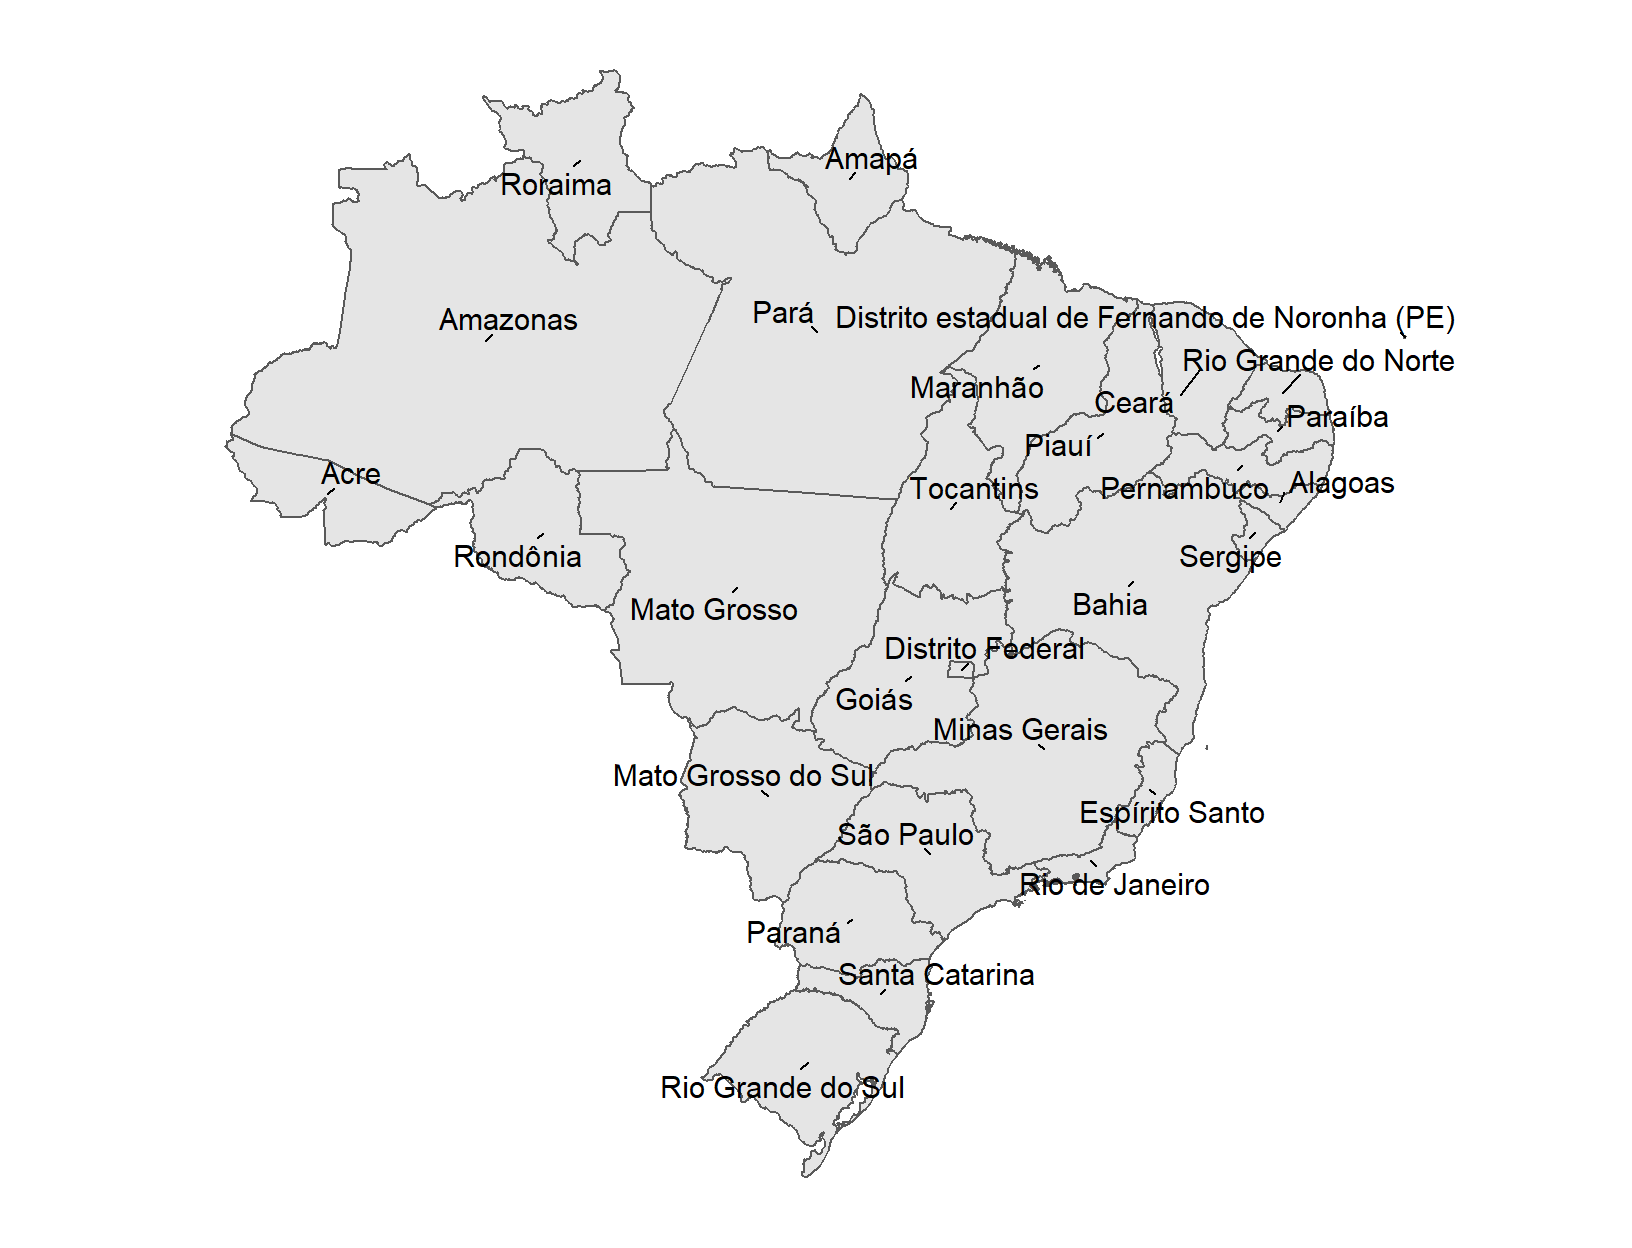 Amapá
Roraima
Pará
Distrito estadual de Fernando de Noronha (PE)
Amazonas
Rio Grande do Norte
Maranhão
Ceará
Paraíba
Piauí
Acre
Tocantins
Pernambuco
Alagoas
Rondônia
Sergipe
Mato Grosso
Bahia
Distrito Federal
Goiás
Minas Gerais
Mato Grosso do Sul
Espírito Santo
São Paulo
Rio de Janeiro
Paraná
Santa Catarina
Rio Grande do Sul